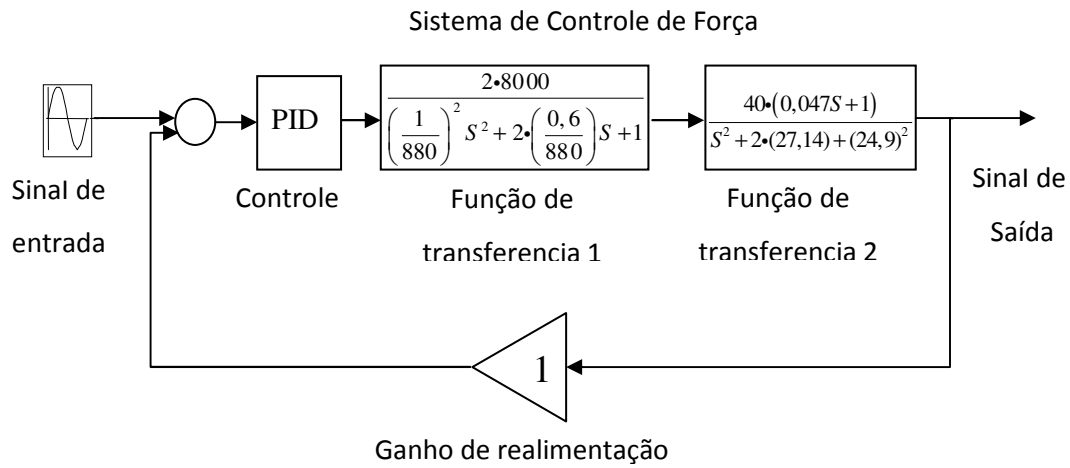 Sistema de Controle de Força
PID
2•8000
(1/880)² S² + 2•(0,6/880)S+1
40•(0,047S+1)
S² + 2•(27,14)+(24,9)²
Sinal de
entrada
Controle
Função de
transferencia 1
Função de
transferencia 2
Sinal de
Saída
1
Ganho de realimentação